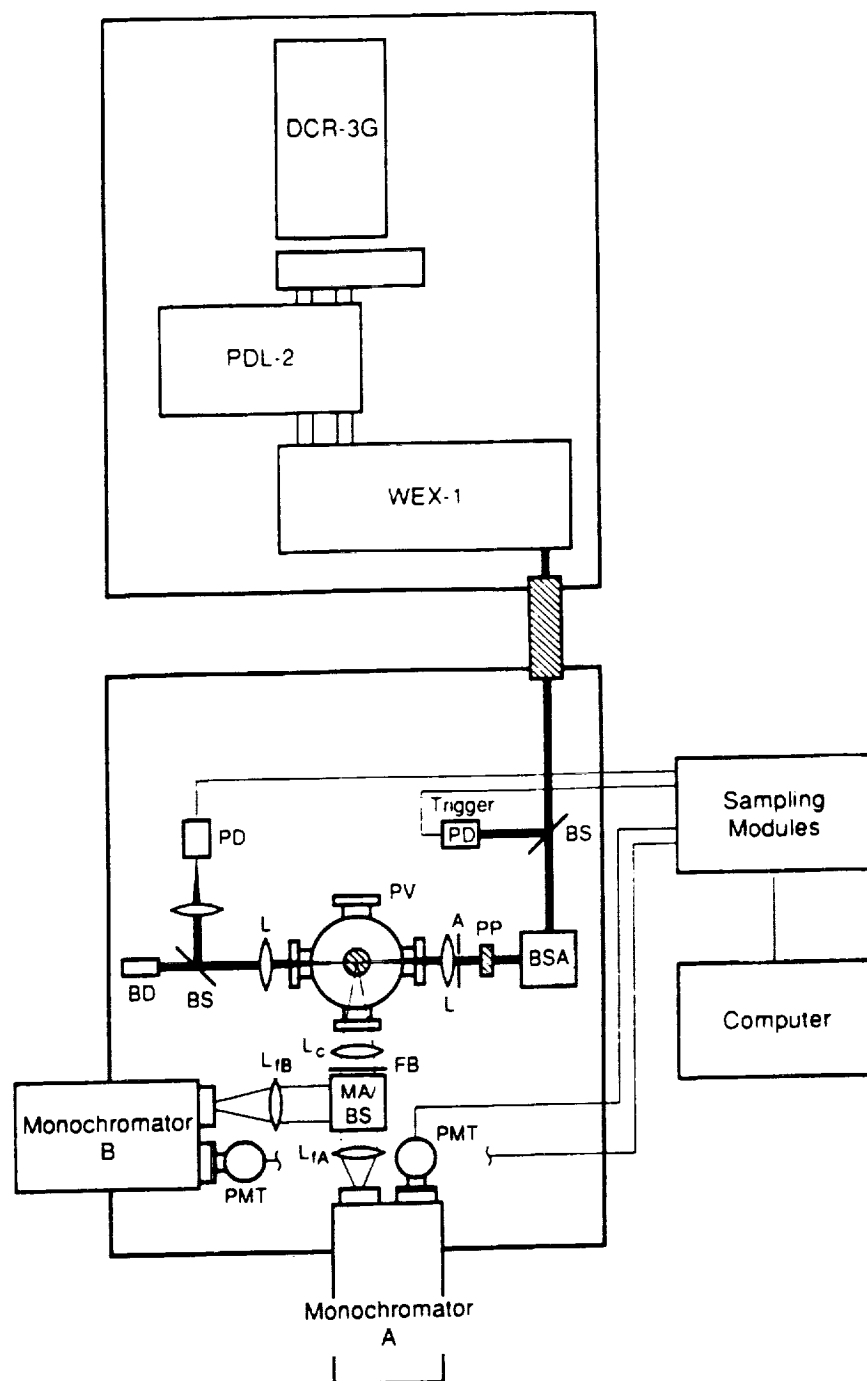 DCR-3G
PDL-2
WEX-1
Trigger
PD
BS
Sampling
Modules
PD
PV
L
A
PP
BSA
BD
BS
L
Computer
Lc
FB
LfB
MA/
BS
Monochromator
B
PMT
LfA
PMT
Monochromator
A